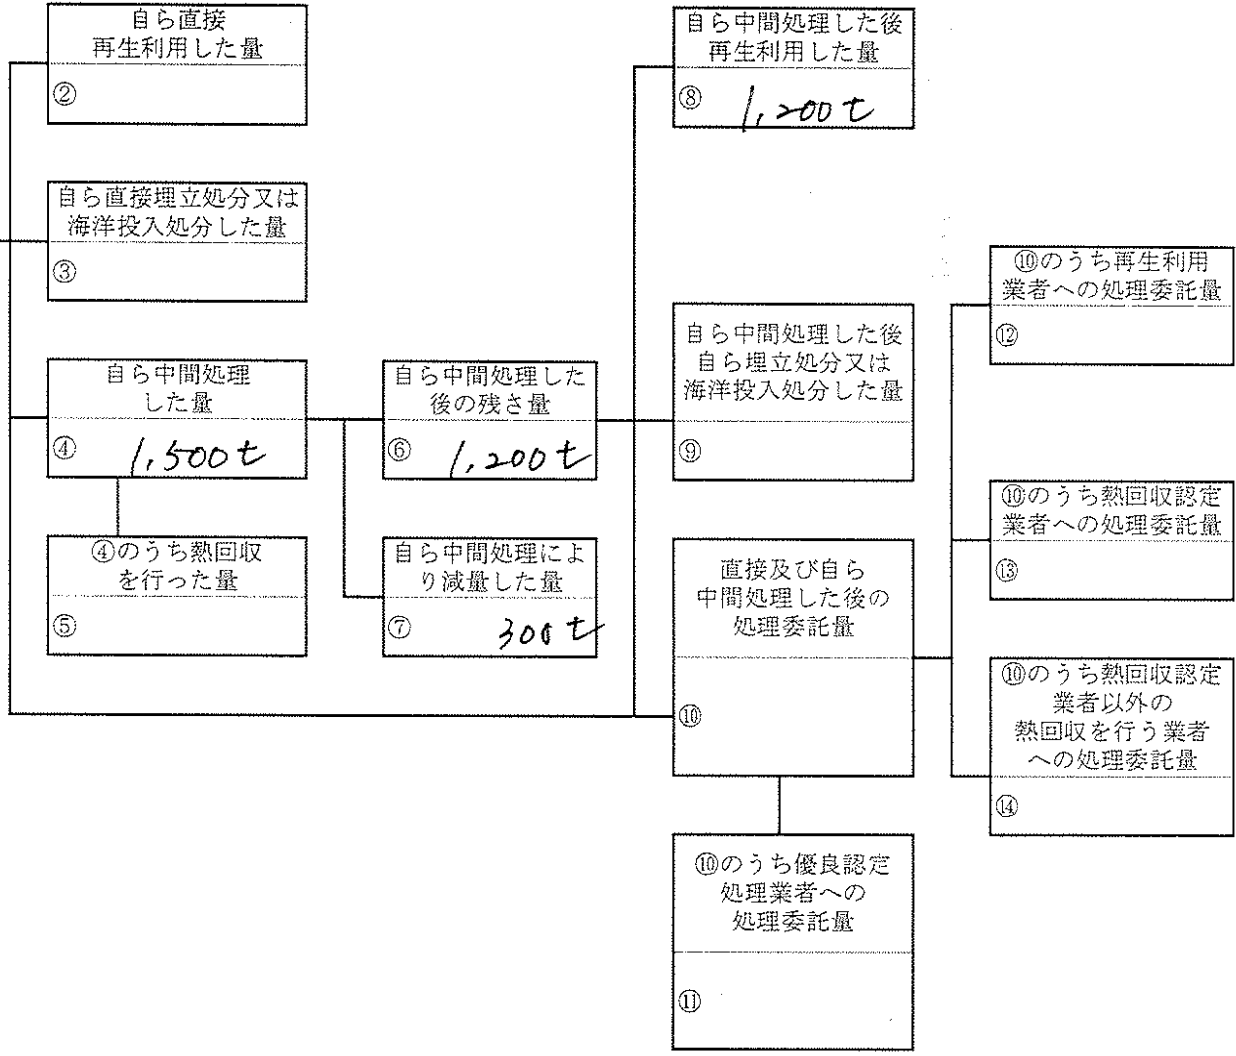 自ら直接
再生利用した量
②
自ら直接埋立処分又は
海洋投入処分した量
③
自ら中間処理
した量
④ 1,500t
④のうち熱回収
を行った量
⑤
自ら中間処理した
後の残さ量
⑥ 1,200t
自ら中間処理によ
り減量した量
⑦ 300t
自ら中間処理した後
再生利用した量
⑧ 1,200t
自ら中間処理した後
自ら埋立処分又は
海洋投入処分した量
⑨
直接及び自ら
中間処理した後の
処理委託量
⑩
⑩のうち優良認定
処理業者への
処理委託量
⑪
⑩のうち再生利用
業者への処理委託量
⑫
⑩のうち熱回収認定
業者への処理委託量
⑬
⑩のうち熱回収認定
業者以外の
熱回収を行う業者
への処理委託量
⑭